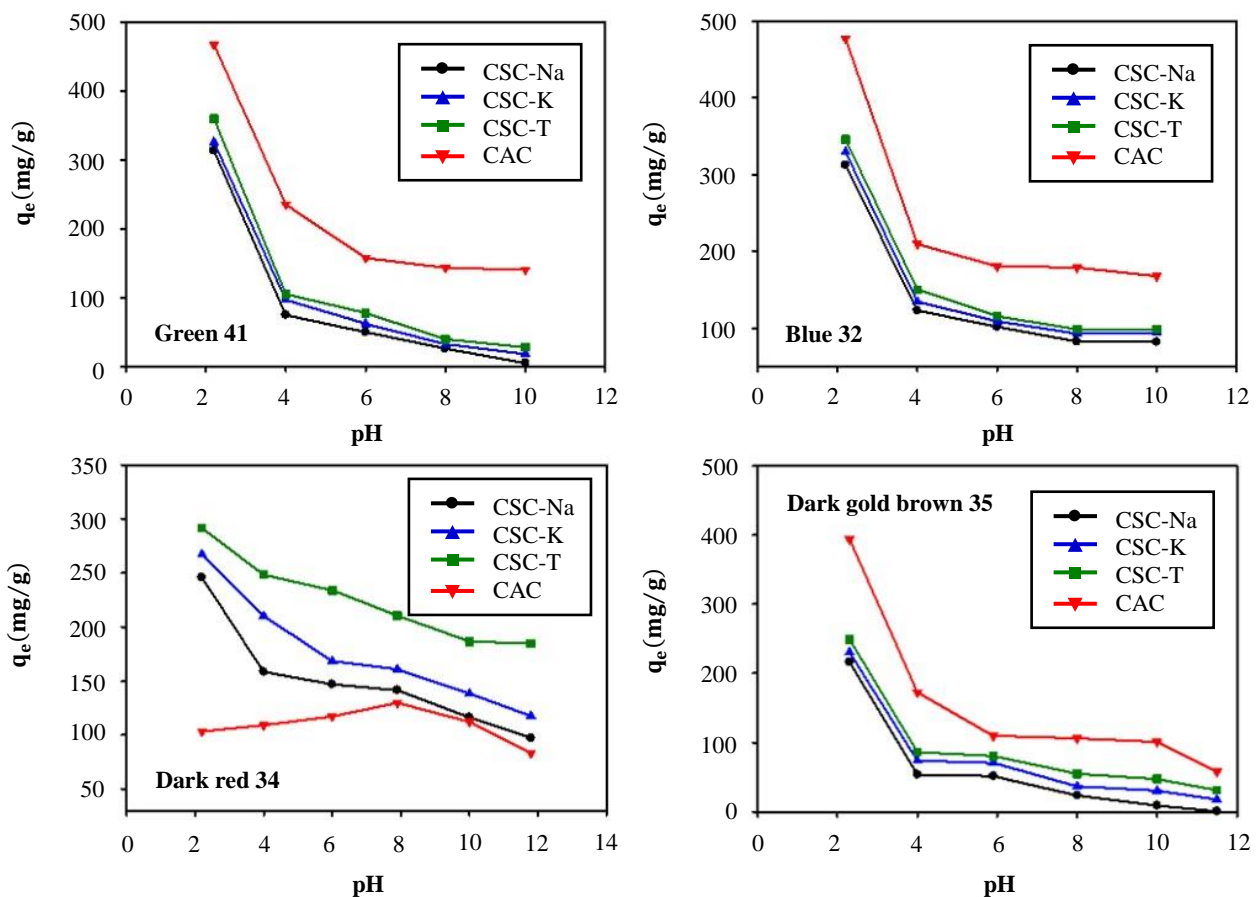 500
400
300
200
100
0
q_e(mg/g)
CSC-Na
CSC-K
CSC-T
CAC
Green 41
0
2
4
6
8
10
12
pH
500
400
300
200
100
q_e(mg/g)
CSC-Na
CSC-K
CSC-T
CAC
Blue 32
0
2
4
6
8
10
12
pH
350
300
250
200
150
100
50
q_e(mg/g)
CSC-Na
CSC-K
CSC-T
CAC
Dark red 34
0
2
4
6
8
10
12
14
pH
500
400
300
200
100
0
q_e(mg/g)
Dark gold brown 35
CSC-Na
CSC-K
CSC-T
CAC
0
2
4
6
8
10
12
pH